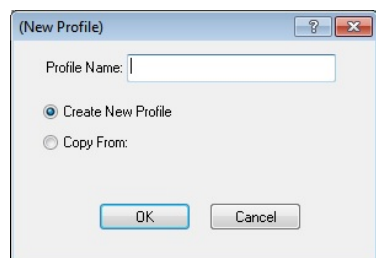 (New Profile)
Profile Name:
Create New Profile
Copy From:
OK Cancel